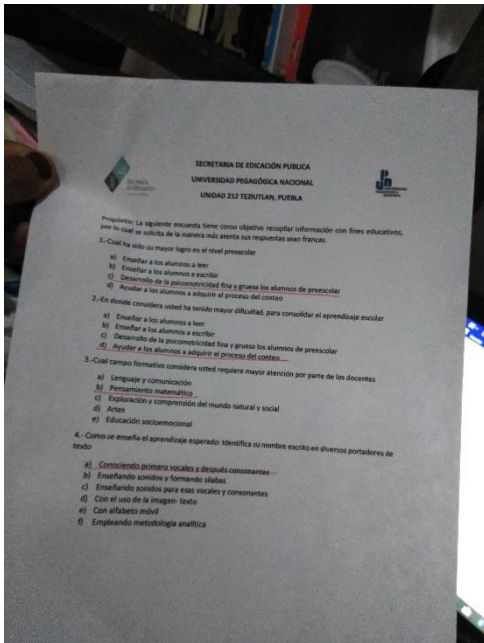 SECRETARIA DE EDICACIÓN PUBLICA
UNIVERSIDAD PEGAGÓGICA NACIONAL
UNIDAD 212 TEZIUTLAN, PUEBLA
Propósito: La siguiente encuesta tiene como objetivo recopilar información con fines educativos,
por lo cual se solicita de la manera más atenta sus respuestas sean francas.
1.-Cual ha sido su mayor logro en el nivel preescolar
a) Enseñar a los alumnos a leer
b) Enseñar a los alumnos a escribir
c) Desarrollo de la psicomotricidad fina y gruesa los alumnos de preescolar
d) Ayudar a los alumnos a adquirir el proceso del conteo
2.-En donde considera usted ha tenido mayor dificultad, para consolidar el aprendizaje escolar
a) Enseñar a los alumnos a leer
b) Enseñar a los alumnos a escribir
c) Desarrollo de la psicomotricidad fina y gruesa los alumnos de preescolar
d) Ayudar a los alumnos a adquirir el proceso del conteo
3.-Cual campo formativo considera usted requiere mayor atención por parte de los docentes
a) Lenguaje y comunicación
b) Pensamiento matemático
c) Exploración y comprensión del mundo natural y social
d) Artes
e) Educación socioemocional
4.- Como se enseña el aprendizaje esperado: Identifica su nombre escrito en diversos portadores de
texto
a) Conociendo primero vocales y después consonantes
b) Enseñando sonidos y formando silabas
c) Enseñando sonidos para esas vocales y consonantes
d) Con el uso de la imagen- texto
e) Con alfabeto móvil
f) Empleando metodología analítica